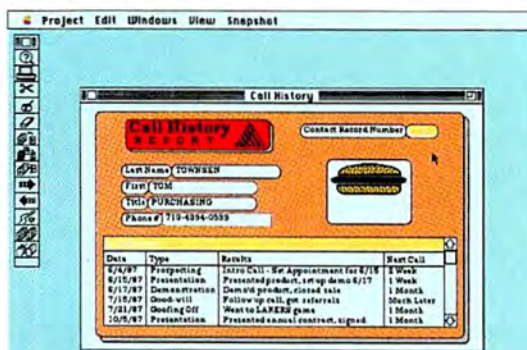 Project Edit Windows View Snapshot
Call History
Call History
REPORT
Contact Record Number
Last Name TOWNSEN
First TOM
Title PURCHASING
Phone # 710-4894-0599
Date Type Results Next Call
6/4/87 Prospecting Intro Call - Set Appointment for 6/15 2 Week
6/15/87 Presentation Presented product, set up demo 6/17 1 Week
6/17/87 Demonstration Demo'd product, closed sale 1 Month
7/15/87 Good-will Follow up call, got referrals Much Later
7/21/87 Goofing Off Went to LAKERS game 1 Month
10/5/87 Presentation Presented annual contract, signed 1 Month